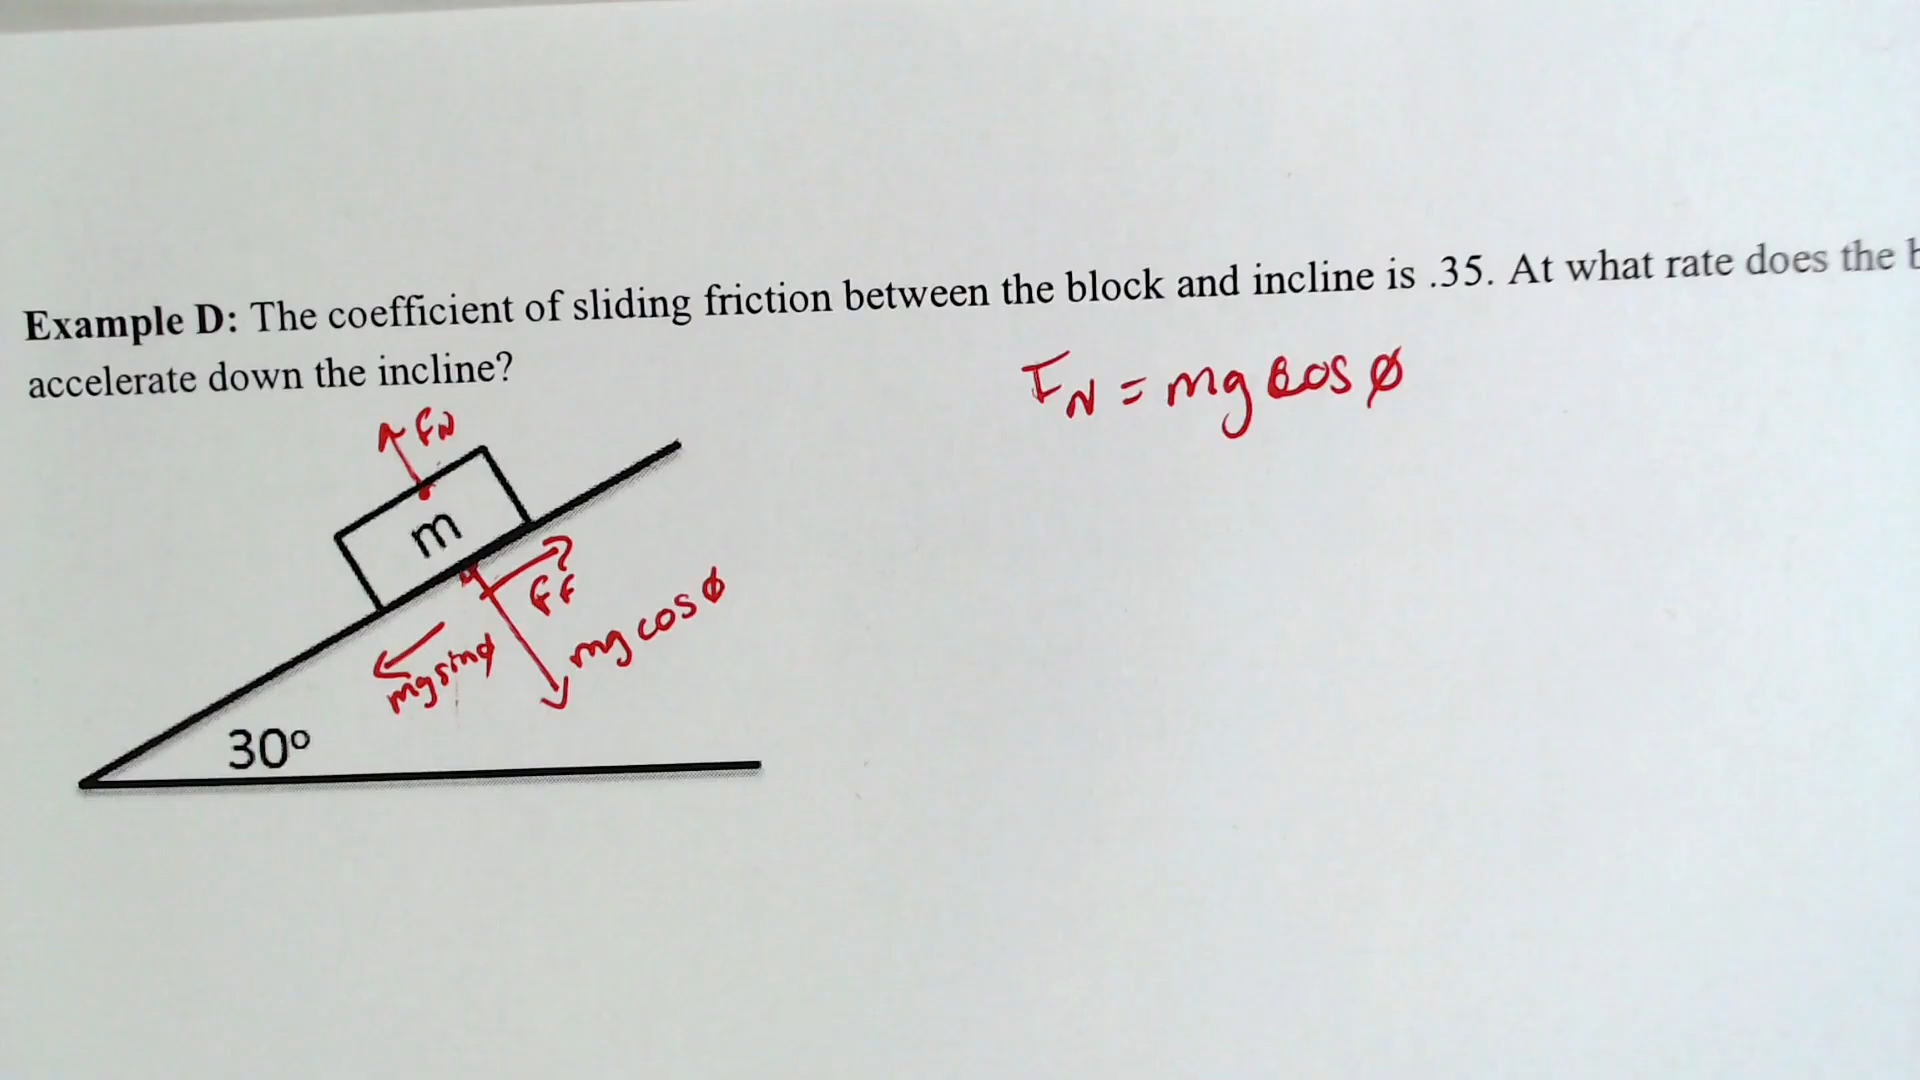 Example D: The coefficient of sliding friction between the block and incline is .35. At what rate does the
accelerate down the incline?
FN = mg cos ϕ
FN
m
Ff
mg cos ϕ
mg sin ϕ
30°